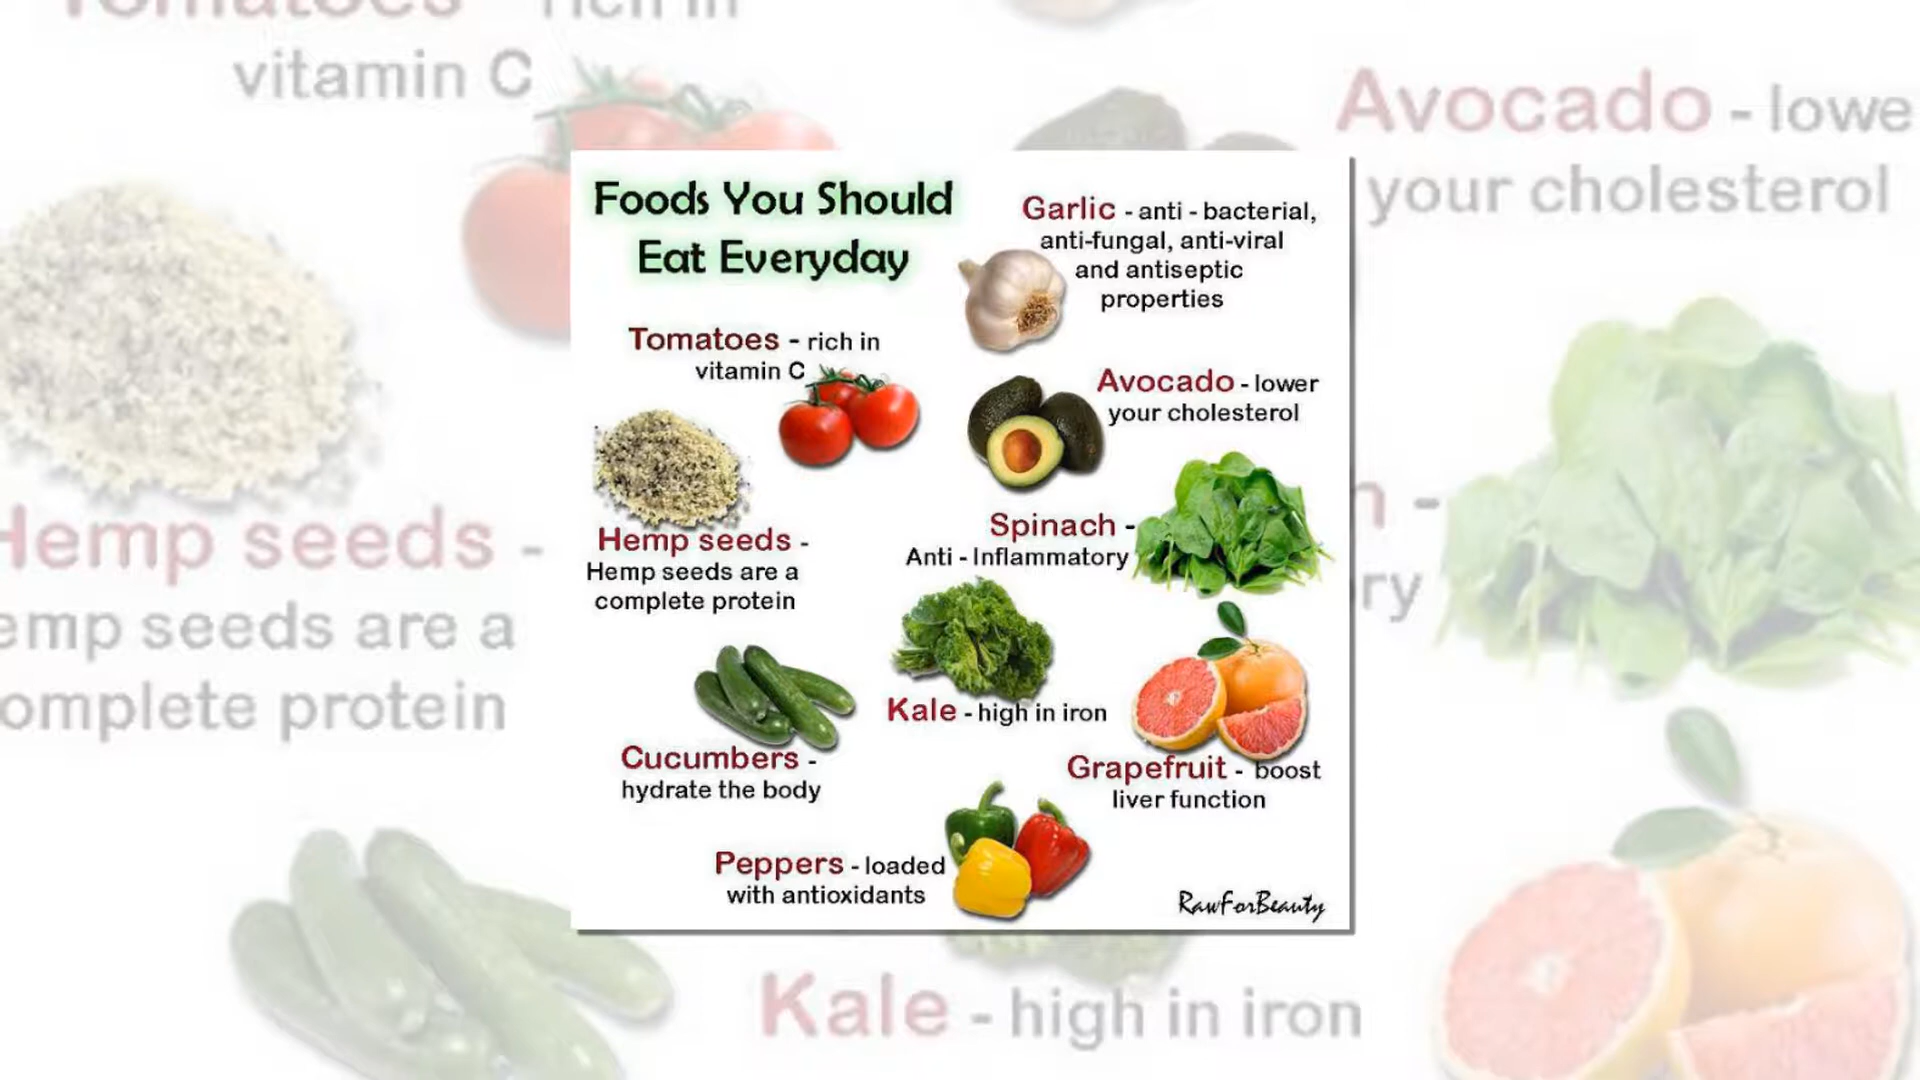 Tomatoes - rich in
vitamin C
Avocado - lowe
your cholesterol
Hemp seeds -
emp seeds are a
omplete protein
n -
ry
Kale - high in iron
Foods You Should
Eat Everyday
Garlic - anti - bacterial,
anti-fungal, anti-viral
and antiseptic
properties
Tomatoes - rich in
vitamin C
Avocado - lower
your cholesterol
Hemp seeds -
Hemp seeds are a
complete protein
Spinach -
Anti - Inflammatory
Kale - high in iron
Cucumbers -
hydrate the body
Grapefruit - boost
liver function
Peppers - loaded
with antioxidants
RawForBeauty